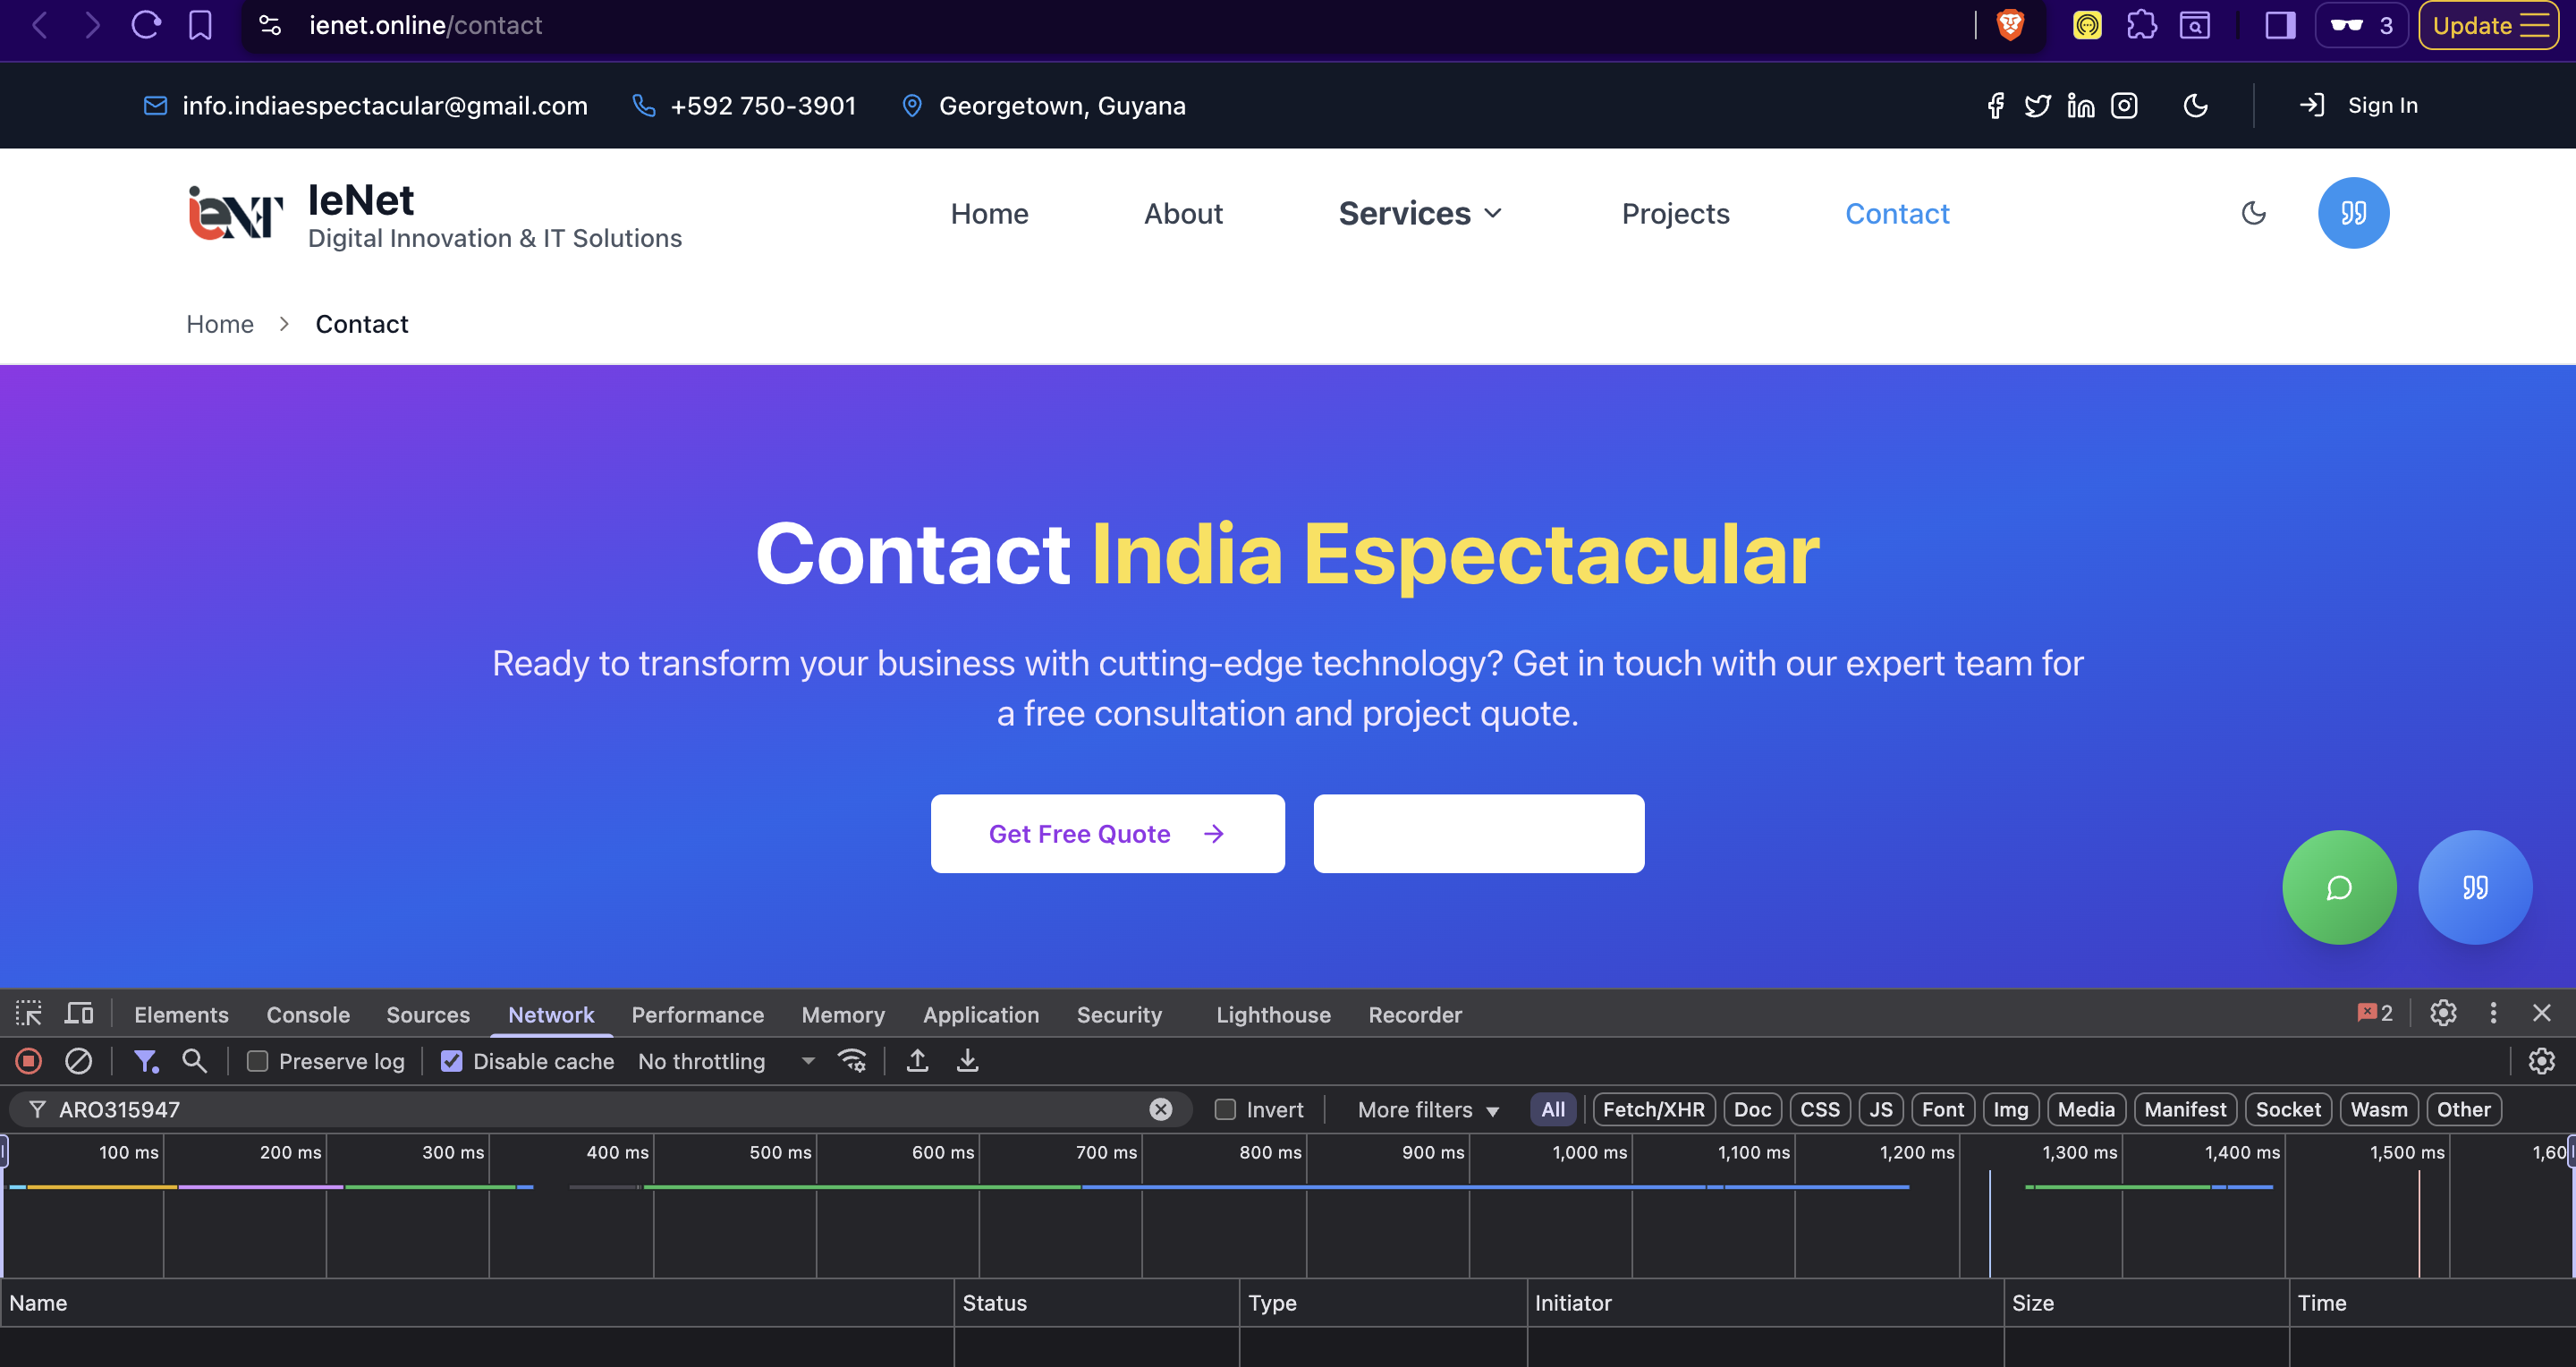 ienet.online/contact
3
Update
info.indiaespectacular@gmail.com
+592 750-3901
Georgetown, Guyana
Sign In
ieNT
IeNet
Digital Innovation & IT Solutions
Home
About
Services
Projects
Contact
Home > Contact
Contact India Espectacular
Ready to transform your business with cutting-edge technology? Get in touch with our expert team for
a free consultation and project quote.
Get Free Quote →
Elements
Console
Sources
Network
Performance
Memory
Application
Security
Lighthouse
Recorder
2
Preserve log
Disable cache
No throttling
ARO315947
Invert
More filters
All
Fetch/XHR
Doc
CSS
JS
Font
Img
Media
Manifest
Socket
Wasm
Other
100 ms
200 ms
300 ms
400 ms
500 ms
600 ms
700 ms
800 ms
900 ms
1,000 ms
1,100 ms
1,200 ms
1,300 ms
1,400 ms
1,500 ms
1,60
Name
Status
Type
Initiator
Size
Time